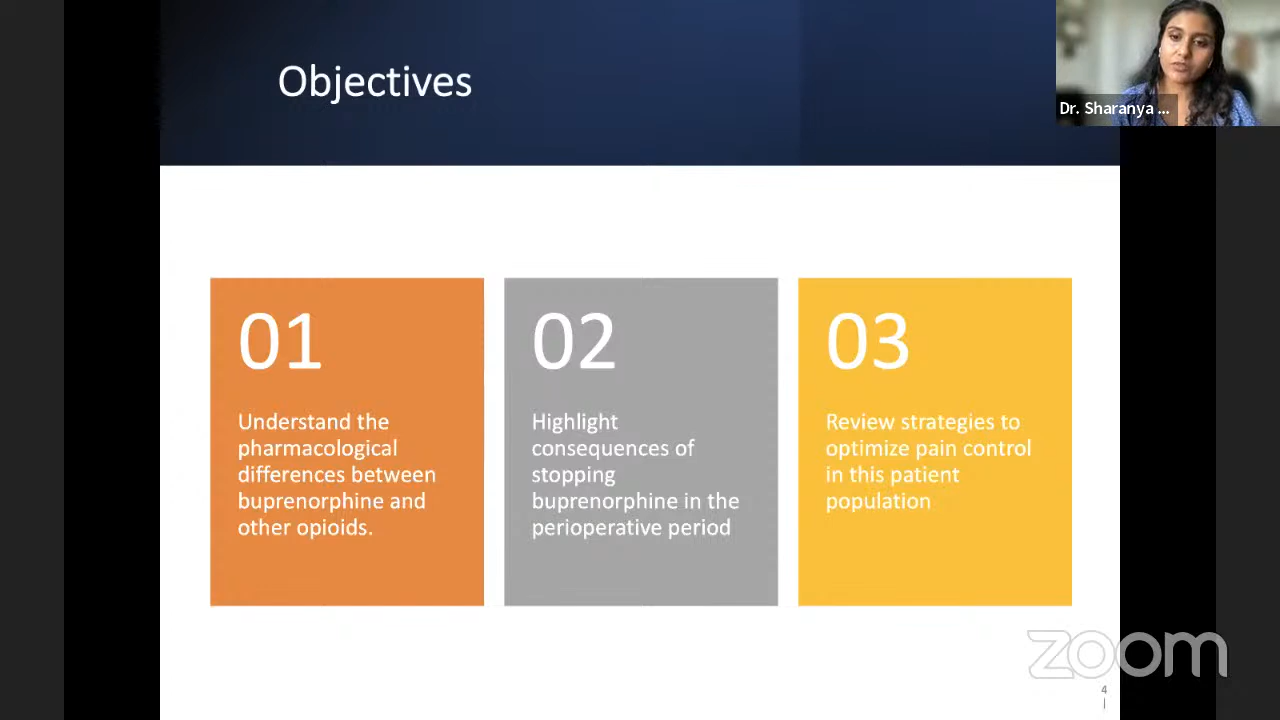 Objectives
Dr. Sharanya ...
01
Understand the
pharmacological
differences between
buprenorphine and
other opioids.
02
Highlight
consequences of
stopping
buprenorphine in the
perioperative period
03
Review strategies to
optimize pain control
in this patient
population
zoom
4
|